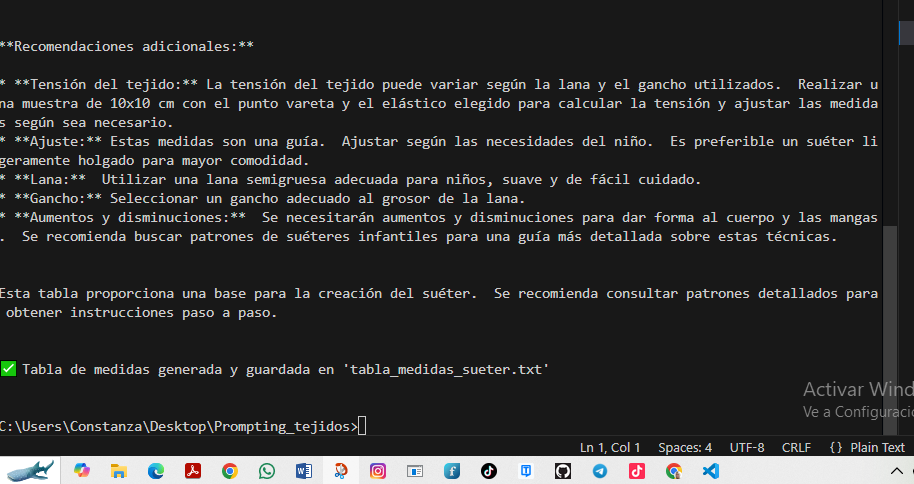 **Recomendaciones adicionales:**
* **Tensión del tejido:** La tensión del tejido puede variar según la lana y el gancho utilizados.  Realizar u
na muestra de 10x10 cm con el punto vareta y el elástico elegido para calcular la tensión y ajustar las medida
s según sea necesario.
* **Ajuste:** Estas medidas son una guía.  Ajustar según las necesidades del niño.  Es preferible un suéter li
geramente holgado para mayor comodidad.
* **Lana:**  Utilizar una lana semigruesa adecuada para niños, suave y de fácil cuidado.
* **Gancho:** Seleccionar un gancho adecuado al grosor de la lana.
* **Aumentos y disminuciones:**  Se necesitarán aumentos y disminuciones para dar forma al cuerpo y las mangas
.  Se recomienda buscar patrones de suéteres infantiles para una guía más detallada sobre estas técnicas.
Esta tabla proporciona una base para la creación del suéter.  Se recomienda consultar patrones detallados para
 obtener instrucciones paso a paso.
✅ Tabla de medidas generada y guardada en 'tabla_medidas_sueter.txt'
Activar Wind
Ve a Configuració
C:\Users\Constanza\Desktop\Prompting_tejidos>
Ln 1, Col 1 Spaces: 4 UTF-8 CRLF {} Plain Text